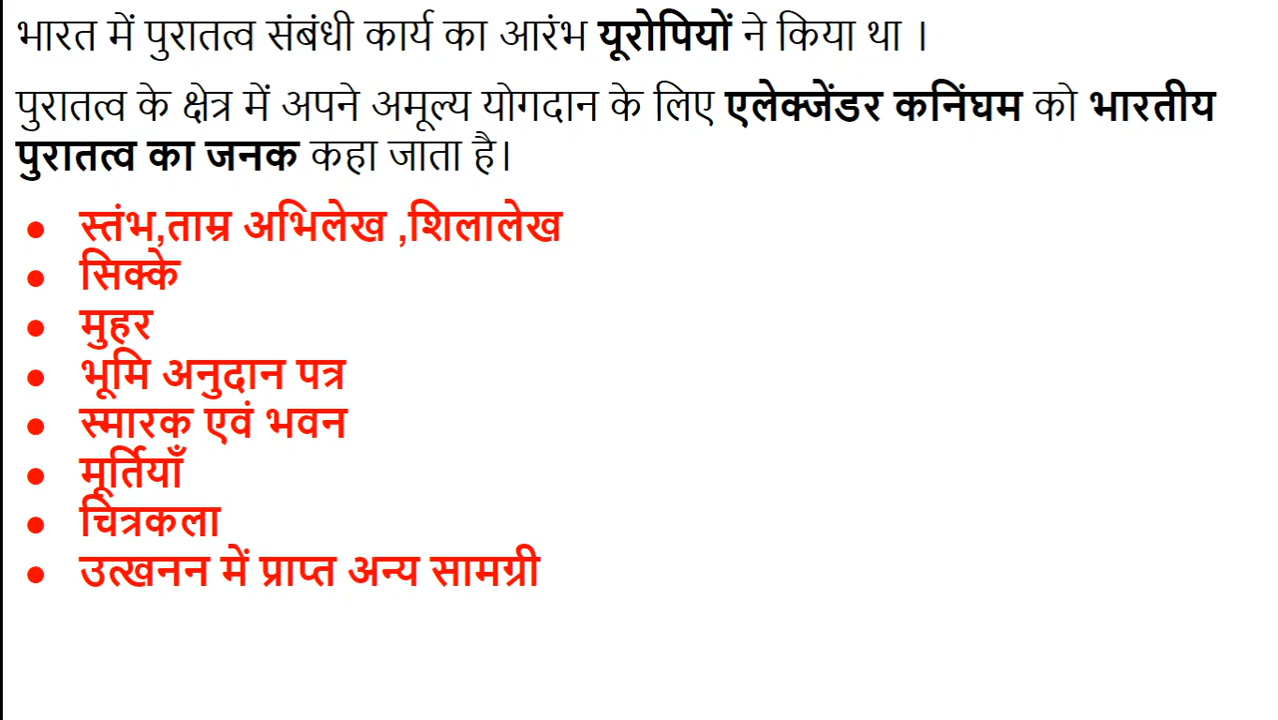 भारत में पुरातत्व संबंधी कार्य का आरंभ यूरोपियों ने किया था ।
पुरातत्व के क्षेत्र में अपने अमूल्य योगदान के लिए एलेक्जेंडर कनिंघम को भारतीय
पुरातत्व का जनक कहा जाता है।
● स्तंभ,ताम्र अभिलेख ,शिलालेख
● सिक्के
● मुहर
● भूमि अनुदान पत्र
● स्मारक एवं भवन
● मूर्तियाँ
● चित्रकला
● उत्खनन में प्राप्त अन्य सामग्री